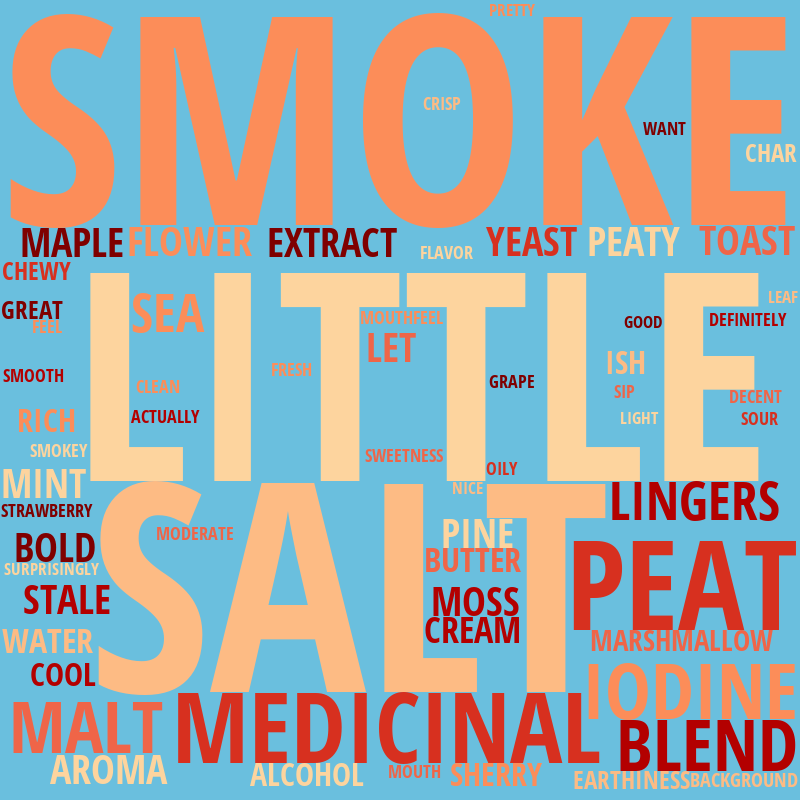 PRETTY
SMOKE
CRISP
WANT
CHAR
MAPLE FLOWER EXTRACT FLAVOR YEAST PEATY TOAST
CHEWY
LITTLE
GREAT
FEEL
SEA
MOUTHFEEL
LET
GOOD
DEFINITELY
LEAF
SMOOTH
CLEAN
FRESH
GRAPE
ISH
SIP
DECENT
RICH
ACTUALLY
LIGHT
SOUR
SMOKEY
SWEETNESS
OILY
MINT
NICE
LINGERS
STRAWBERRY
SALT
MODERATE
PINE
BOLD
BUTTER
PEAT
SURPRISINGLY
STALE
MOSS
CREAM
WATER
MARSHMALLOW
COOL
IODINE
MALT
MEDICINAL
BLEND
AROMA
ALCOHOL
MOUTH
SHERRY
EARTHINESS
BACKGROUND